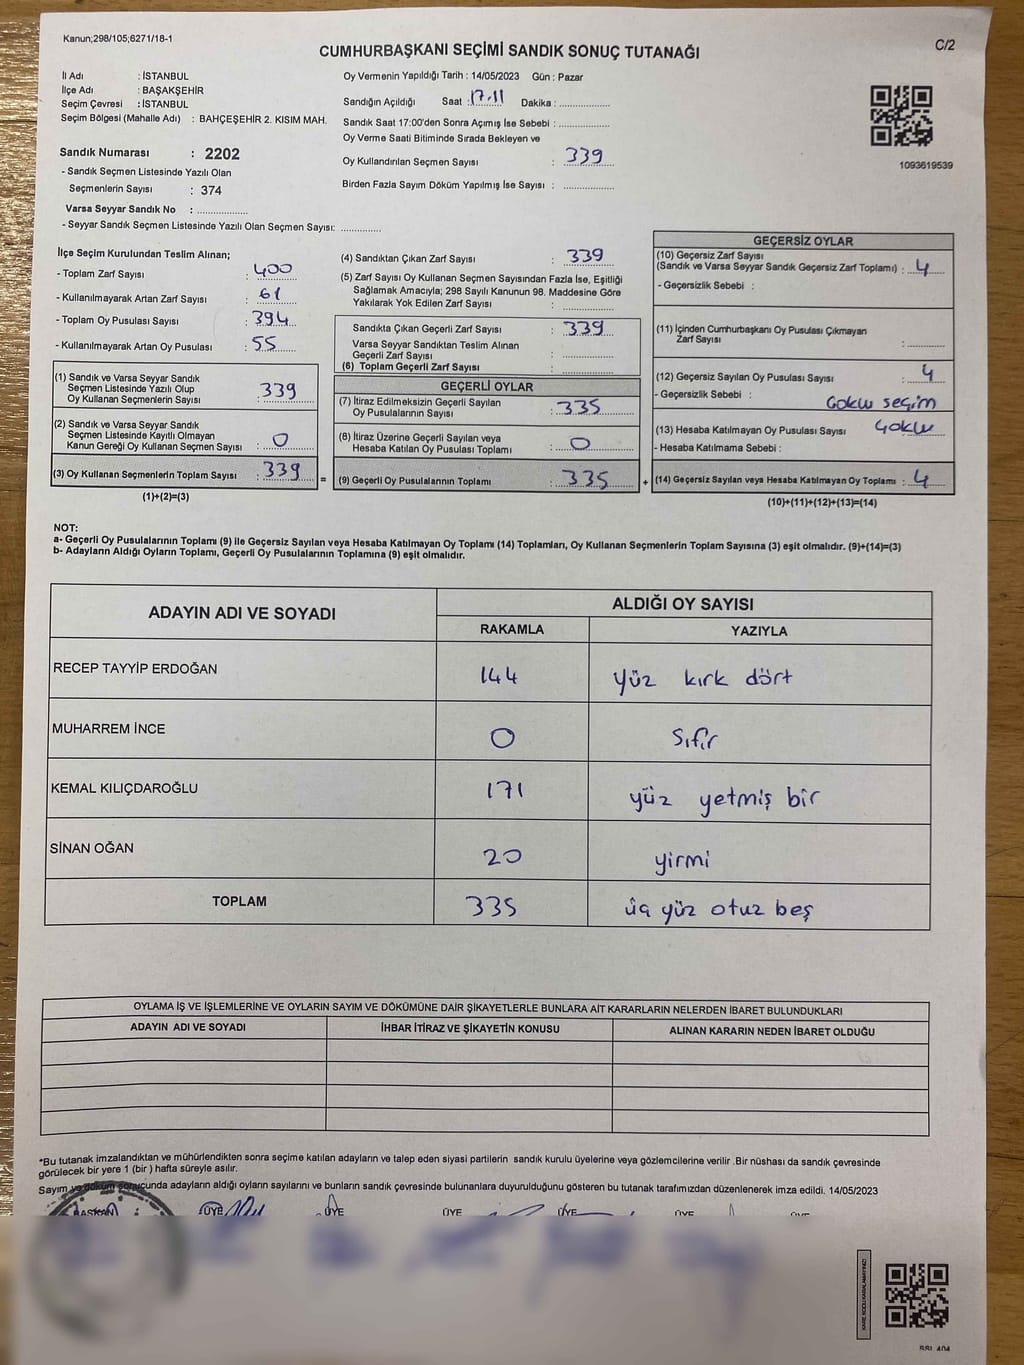 Kanun;298/105;6271/18-1
C/2
CUMHURBAŞKANI SEÇİMİ SANDIK SONUÇ TUTANAĞI
İl Adı : İSTANBUL
İlçe Adı : BAŞAKŞEHİR
Seçim Çevresi : İSTANBUL
Seçim Bölgesi (Mahalle Adı) : BAHÇEŞEHİR 2. KISIM MAH.
Sandık Numarası : 2202
- Sandık Seçmen Listesinde Yazılı Olan
Seçmenlerin Sayısı : 374
Varsa Seyyar Sandık No : ..................
- Seyyar Sandık Seçmen Listesinde Yazılı Olan Seçmen Sayısı: ..............
Oy Vermenin Yapıldığı Tarih : 14/05/2023 Gün : Pazar
Sandığın Açıldığı Saat : 17.11 Dakika : ..................
Sandık Saat 17:00'den Sonra Açımış İse Sebebi : ..................
Oy Verme Saati Bitiminde Sırada Bekleyen ve
Oy Kullandırılan Seçmen Sayısı : 339
Birden Fazla Sayım Döküm Yapılmış İse Sayısı : ..................
1093619539
İlçe Seçim Kurulundan Teslim Alınan;
- Toplam Zarf Sayısı : 400
- Kullanılmayarak Artan Zarf Sayısı : 61
- Toplam Oy Pusulası Sayısı : 394
- Kullanılmayarak Artan Oy Pusulası : 55
(1) Sandık ve Varsa Seyyar Sandık
Seçmen Listesinde Yazılı Olup
Oy Kullanan Seçmenlerin Sayısı : 339
(2) Sandık ve Varsa Seyyar Sandık
Seçmen Listesinde Kayıtlı Olmayan
Kanun Gereği Oy Kullanan Seçmen Sayısı : 0
(3) Oy Kullanan Seçmenlerin Toplam Sayısı : 339 =
(1)+(2)=(3)
(4) Sandıktan Çıkan Zarf Sayısı : 339
(5) Zarf Sayısı Oy Kullanan Seçmen Sayısından Fazla İse, Eşitliği
Sağlamak Amacıyla; 298 Sayılı Kanunun 98. Maddesine Göre
Yakılarak Yok Edilen Zarf Sayısı : ..................
Sandıkta Çıkan Geçerli Zarf Sayısı : 339
Varsa Seyyar Sandıktan Teslim Alınan
Geçerli Zarf Sayısı : ..................
(6) Toplam Geçerli Zarf Sayısı : ..................
GEÇERLİ OYLAR
(7) İtiraz Edilmeksizin Geçerli Sayılan
Oy Pusulalarının Sayısı : 335
(8) İtiraz Üzerine Geçerli Sayılan veya
Hesaba Katılan Oy Pusulası Toplamı : 0
(9) Geçerli Oy Pusulalarının Toplamı : 335 +
GEÇERSİZ OYLAR
(10) Geçersiz Zarf Sayısı
(Sandık ve Varsa Seyyar Sandık Geçersiz Zarf Toplamı) : 4
- Geçersizlik Sebebi :
(11) İçinden Cumhurbaşkanı Oy Pusulası Çıkmayan
Zarf Sayısı : ..............
(12) Geçersiz Sayılan Oy Pusulası Sayısı : 4
- Geçersizlik Sebebi : Goklu seçim
(13) Hesaba Katılmayan Oy Pusulası Sayısı Goklu
- Hesaba Katılmama Sebebi :
(14) Geçersiz Sayılan veya Hesaba Katılmayan Oy Toplamı : 4
(10)+(11)+(12)+(13)=(14)
NOT:
a- Geçerli Oy Pusulalarının Toplamı (9) ile Geçersiz Sayılan veya Hesaba Katılmayan Oy Toplamı (14) Toplamları, Oy Kullanan Seçmenlerin Toplam Sayısına (3) eşit olmalıdır. (9)+(14)=(3)
b- Adayların Aldığı Oyların Toplamı, Geçerli Oy Pusulalarının Toplamına (9) eşit olmalıdır.
ADAYIN ADI VE SOYADI ALDIĞI OY SAYISI
RAKAMLA YAZIYLA
RECEP TAYYİP ERDOĞAN 144 yüz kırk dört
MUHARREM İNCE 0 Sıfır
KEMAL KILIÇDAROĞLU 171 yüz yetmiş bir
SİNAN OĞAN 20 yirmi
TOPLAM 335 üç yüz otuz beş
OYLAMA İŞ VE İŞLEMLERİNE VE OYLARIN SAYIM VE DÖKÜMÜNE DAİR ŞİKAYETLERLE BUNLARA AİT KARARLARIN NELERDEN İBARET BULUNDUKLARI
ADAYIN ADI VE SOYADI İHBAR İTİRAZ VE ŞİKAYETİN KONUSU ALINAN KARARIN NEDEN İBARET OLDUĞU
*Bu tutanak imzalandıktan ve mühürlendikten sonra seçime katılan adayların ve talep eden siyasi partilerin sandık kurulu üyelerine veya gözlemcilerine verilir .Bir nüshası da sandık çevresinde
görülecek bir yere 1 (bir ) hafta süreyle asılır.
Sayım ve döküm sonucunda adayların aldığı oyların sayılarını ve bunların sandık çevresinde bulunanlara duyurulduğunu gösteren bu tutanak tarafımızdan düzenlenerek imza edildi. 14/05/2023
BAŞKAN ÜYE ÜYE ÜYE ÜYE ÜYE ÜYE
KARE KODU KARALAMAYINIZ!